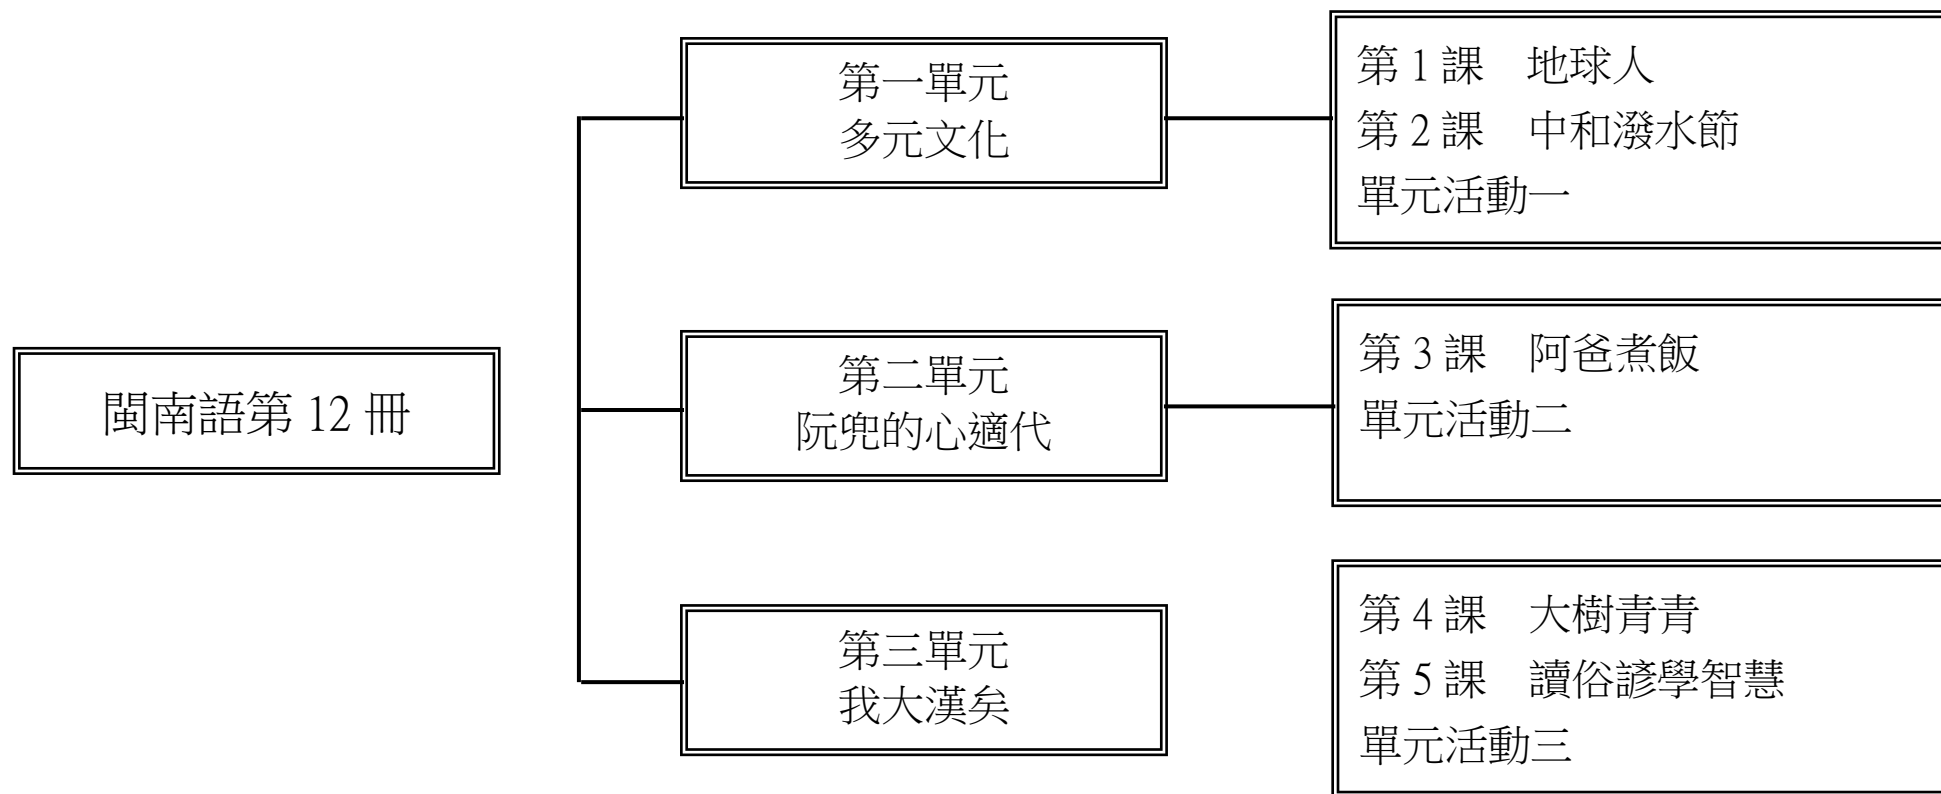 閩南語第 12 冊
第一單元
多元文化
第 1 課　地球人
第 2 課　中和潑水節
單元活動一
第二單元
阮兜的心適代
第 3 課　阿爸煮飯
單元活動二
第三單元
我大漢矣
第 4 課　大樹青青
第 5 課　讀俗諺學智慧
單元活動三